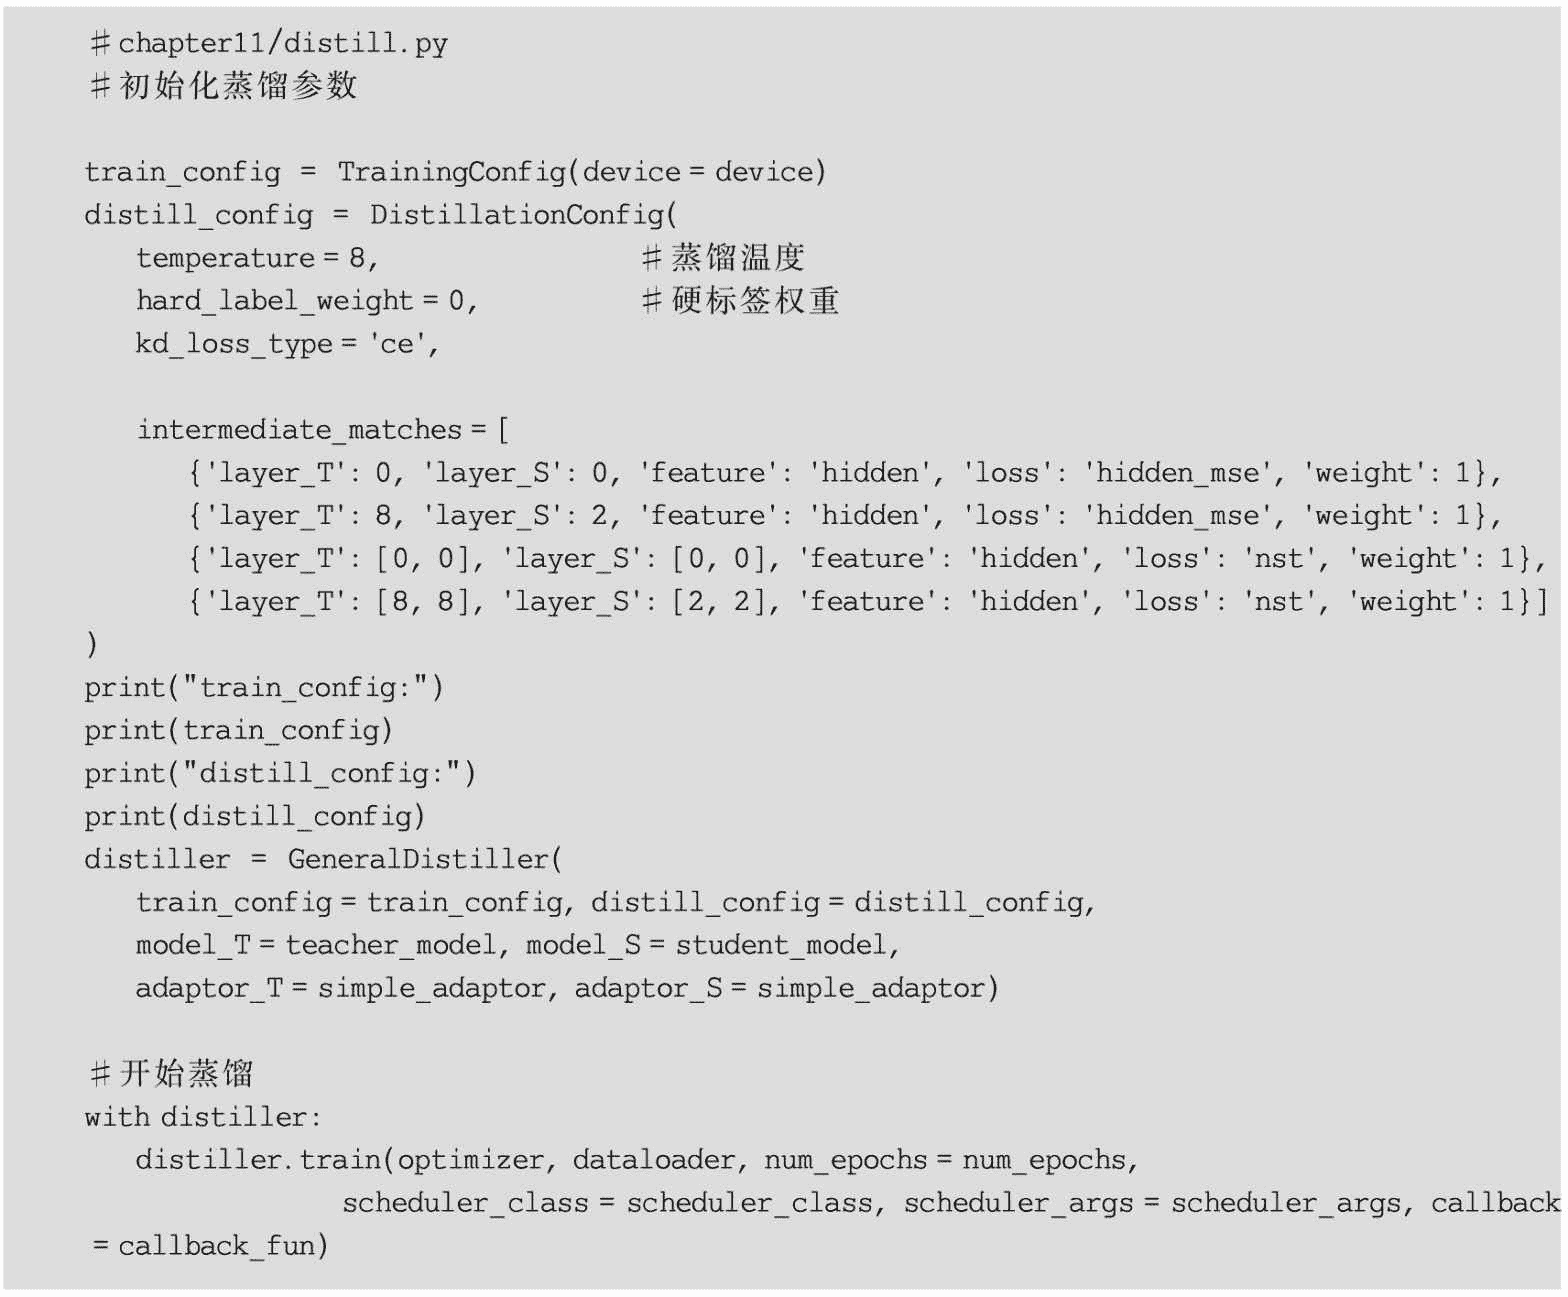 #chapter11/distill.py
#初始化蒸馏参数
train_config = TrainingConfig(device=device)
distill_config = DistillationConfig(
temperature=8, #蒸馏温度
hard_label_weight=0, #硬标签权重
kd_loss_type='ce',
intermediate_matches=[
{'layer_T': 0, 'layer_S': 0, 'feature': 'hidden', 'loss': 'hidden_mse', 'weight': 1},
{'layer_T': 8, 'layer_S': 2, 'feature': 'hidden', 'loss': 'hidden_mse', 'weight': 1},
{'layer_T': [0, 0], 'layer_S': [0, 0], 'feature': 'hidden', 'loss': 'nst', 'weight': 1},
{'layer_T': [8, 8], 'layer_S': [2, 2], 'feature': 'hidden', 'loss': 'nst', 'weight': 1}]
)
print("train_config:")
print(train_config)
print("distill_config:")
print(distill_config)
distiller = GeneralDistiller(
train_config=train_config, distill_config=distill_config,
model_T=teacher_model, model_S=student_model,
adaptor_T=simple_adaptor, adaptor_S=simple_adaptor)
#开始蒸馏
with distiller:
distiller.train(optimizer, dataloader, num_epochs=num_epochs,
scheduler_class=scheduler_class, scheduler_args=scheduler_args, callback
=callback_fun)